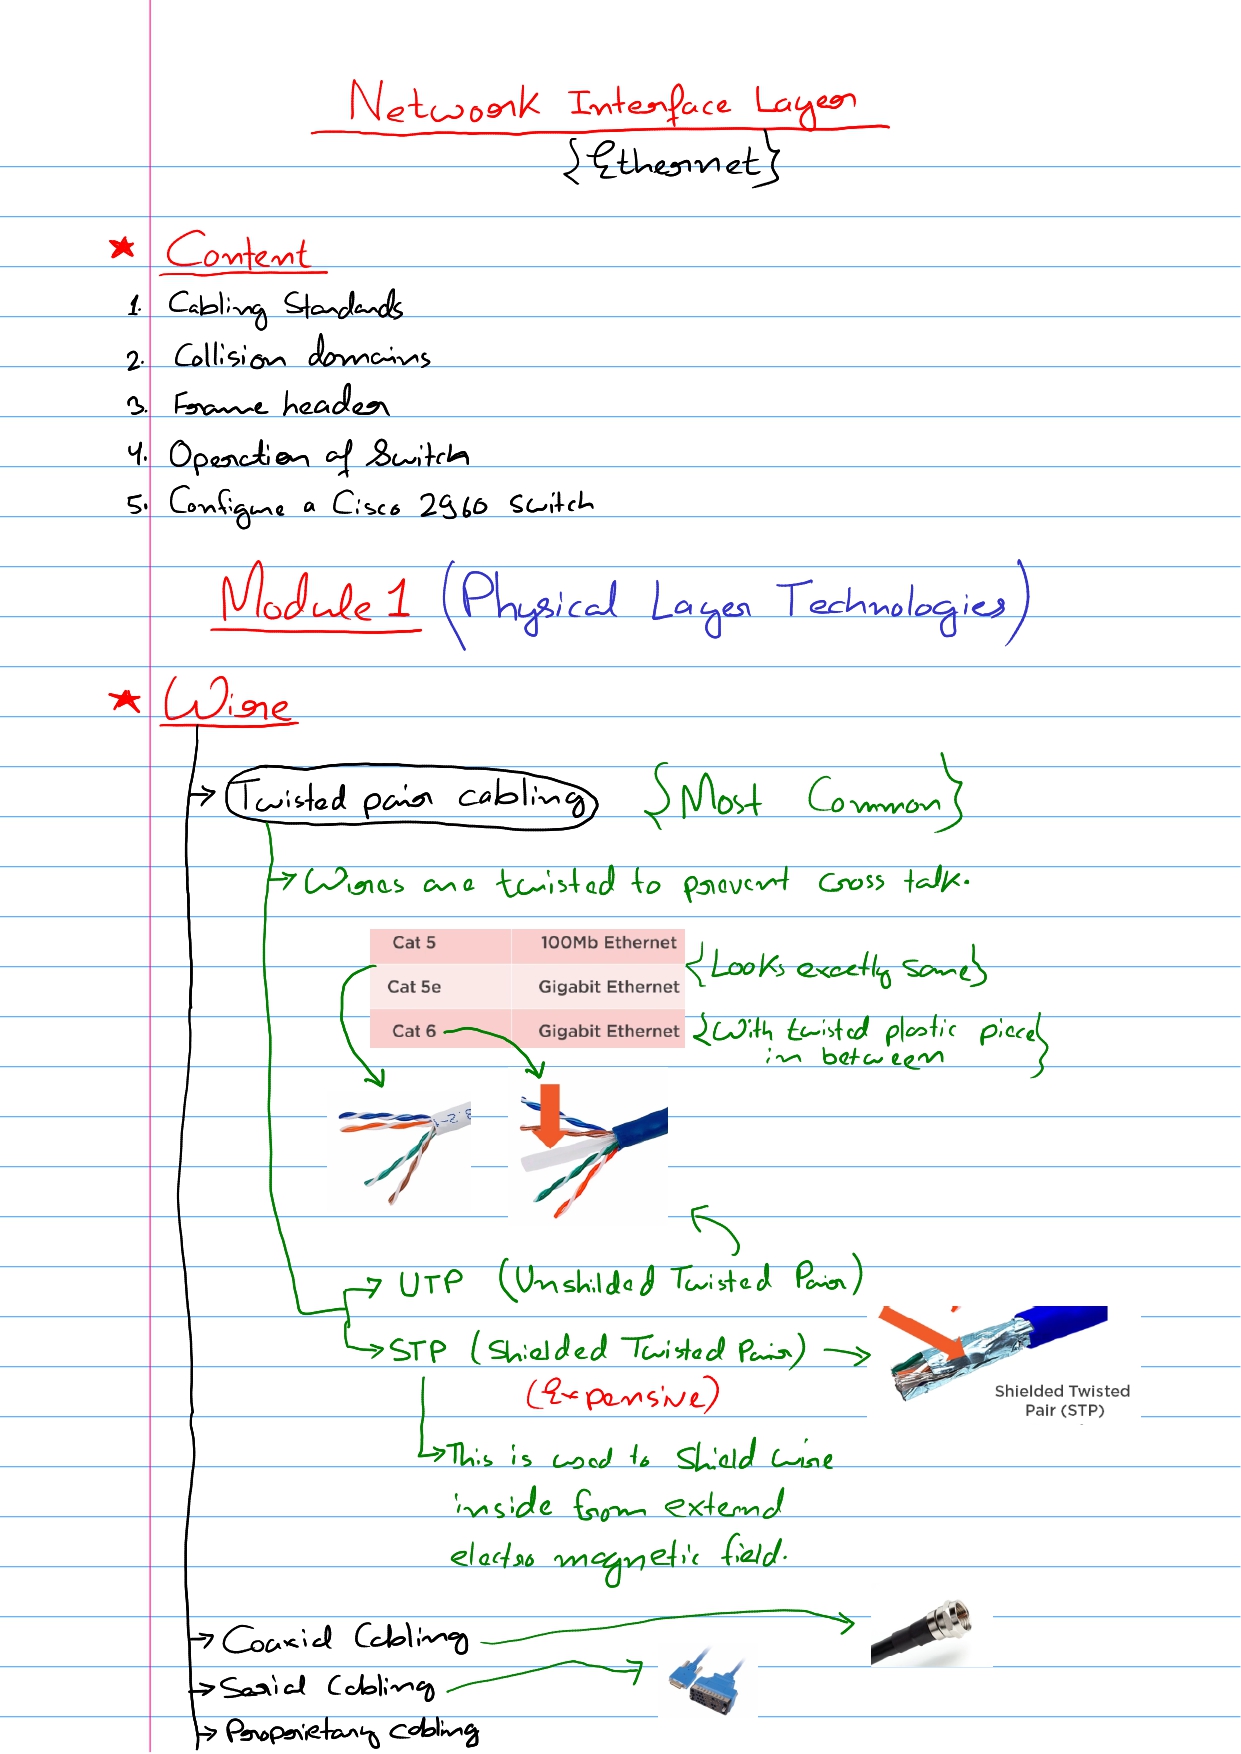 Network Interface Layer
{Ethernet}
★ Content
1. Cabling Standards
2. Collision domains
3. Frame header
4. Operation of Switch
5. Configure a Cisco 2960 switch
Module 1 (Physical Layer Technologies)
★ Wire
→ Twisted pair cabling {Most Common}
→ Wires are twisted to prevent cross talk.
Cat 5 100Mb Ethernet
{Looks exactly same}
Cat 5e Gigabit Ethernet
Cat 6 Gigabit Ethernet {With twisted plastic piece
in between}
→ UTP (Unshilded Twisted Pair)
→ STP (Shielded Twisted Pair) →
(Expensive)
Shielded Twisted
Pair (STP)
→ This is used to shield wire
inside from external
electro magnetic field.
→ Coaxial Cabling
→ Serial Cabling
→ Proprietary cabling